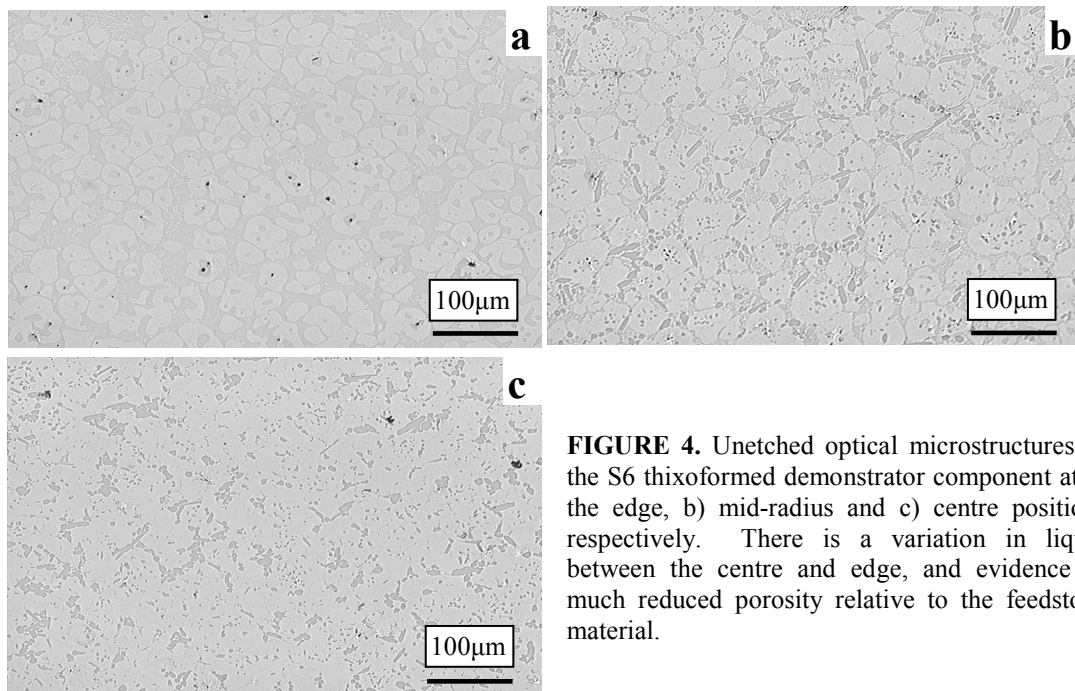 a
b
100µm
100µm
c
100µm
FIGURE 4. Unetched optical microstructures
the S6 thixoformed demonstrator component at
the edge, b) mid-radius and c) centre positio
respectively. There is a variation in liqu
between the centre and edge, and evidence
much reduced porosity relative to the feedsto
material.